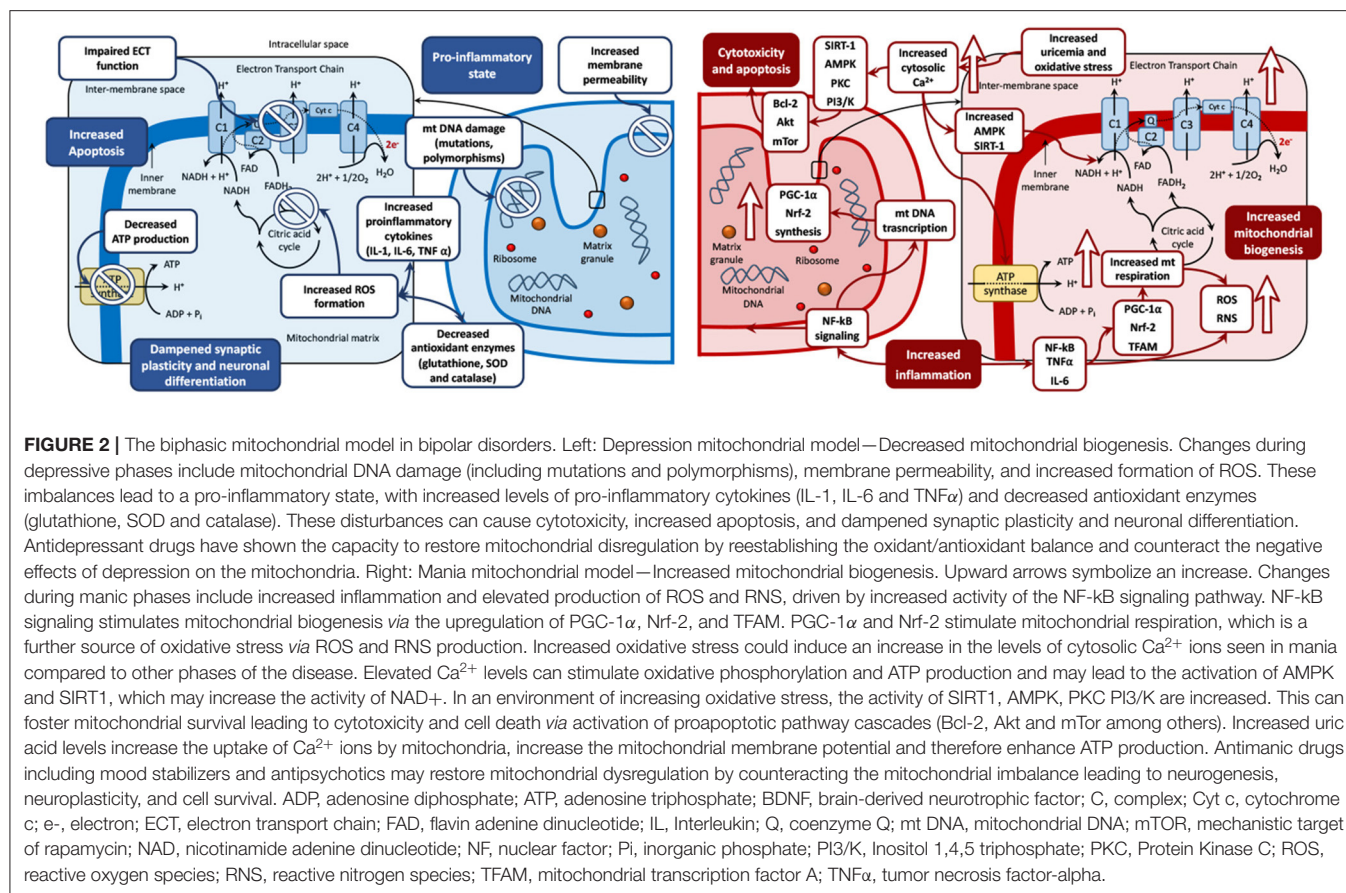 Impaired ECT
function
Intracellular space
Electron Transport Chain
Inter-membrane space
H⁺
H⁺
H⁺
Cyt c
C1
C2
C4
Increased
Apoptosis
Inner
membrane
NADH + H⁺
NADH
FAD
FADH₂
2H⁺ + 1/2O₂
2e⁻
H₂O
Citric acid
cycle
Decreased
ATP production
ATP
synthase
ATP
H⁺
ADP + Pᵢ
Increased ROS
formation
Mitochondrial matrix
Dampened synaptic
plasticity and neuronal
differentiation
Pro-inflammatory
state
Increased
membrane
permeability
mt DNA damage
(mutations,
polymorphisms)
Increased
proinflammatory
cytokines
(IL-1, IL-6, TNF α)
Ribosome
Matrix
granule
Mitochondrial
DNA
Decreased
antioxidant enzymes
(glutathione, SOD
and catalase)
Cytotoxicity
and apoptosis
SIRT-1
AMPK
PKC
PI3/K
Increased
cytosolic
Ca²⁺
Increased
uricemia and
oxidative stress
Bcl-2
Akt
mTor
PGC-1α
Nrf-2
synthesis
mt DNA
trasncription
Matrix
granule
Ribosome
Mitochondrial
DNA
NF-kB
signaling
Increased
inflammation
Electron Transport Chain
Inter-membrane space
H⁺
H⁺
H⁺
Cyt c
C1
Q
C2
C3
C4
Increased
AMPK
SIRT-1
Inner
membrane
NADH + H⁺
NADH
FAD
FADH₂
2H⁺ + 1/2O₂
2e⁻
H₂O
Citric acid
cycle
Increased
mitochondrial
biogenesis
ATP
synthase
ATP
H⁺
ADP + Pᵢ
Increased mt
respiration
PGC-1α
Nrf-2
TFAM
ROS
RNS
NF-kB
TNFα
IL-6
FIGURE 2 | The biphasic mitochondrial model in bipolar disorders. Left: Depression mitochondrial model—Decreased mitochondrial biogenesis. Changes during
depressive phases include mitochondrial DNA damage (including mutations and polymorphisms), membrane permeability, and increased formation of ROS. These
imbalances lead to a pro-inflammatory state, with increased levels of pro-inflammatory cytokines (IL-1, IL-6 and TNFα) and decreased antioxidant enzymes
(glutathione, SOD and catalase). These disturbances can cause cytotoxicity, increased apoptosis, and dampened synaptic plasticity and neuronal differentiation.
Antidepressant drugs have shown the capacity to restore mitochondrial disregulation by reestablishing the oxidant/antioxidant balance and counteract the negative
effects of depression on the mitochondria. Right: Mania mitochondrial model—Increased mitochondrial biogenesis. Upward arrows symbolize an increase. Changes
during manic phases include increased inflammation and elevated production of ROS and RNS, driven by increased activity of the NF-kB signaling pathway. NF-kB
signaling stimulates mitochondrial biogenesis via the upregulation of PGC-1α, Nrf-2, and TFAM. PGC-1α and Nrf-2 stimulate mitochondrial respiration, which is a
further source of oxidative stress via ROS and RNS production. Increased oxidative stress could induce an increase in the levels of cytosolic Ca²⁺ ions seen in mania
compared to other phases of the disease. Elevated Ca²⁺ levels can stimulate oxidative phosphorylation and ATP production and may lead to the activation of AMPK
and SIRT1, which may increase the activity of NAD+. In an environment of increasing oxidative stress, the activity of SIRT1, AMPK, PKC PI3/K are increased. This can
foster mitochondrial survival leading to cytotoxicity and cell death via activation of proapoptotic pathway cascades (Bcl-2, Akt and mTor among others). Increased uric
acid levels increase the uptake of Ca²⁺ ions by mitochondria, increase the mitochondrial membrane potential and therefore enhance ATP production. Antimanic drugs
including mood stabilizers and antipsychotics may restore mitochondrial dysregulation by counteracting the mitochondrial imbalance leading to neurogenesis,
neuroplasticity, and cell survival. ADP, adenosine diphosphate; ATP, adenosine triphosphate; BDNF, brain-derived neurotrophic factor; C, complex; Cyt c, cytochrome
c; e-, electron; ECT, electron transport chain; FAD, flavin adenine dinucleotide; IL, Interleukin; Q, coenzyme Q; mt DNA, mitochondrial DNA; mTOR, mechanistic target
of rapamycin; NAD, nicotinamide adenine dinucleotide; NF, nuclear factor; Pi, inorganic phosphate; PI3/K, Inositol 1,4,5 triphosphate; PKC, Protein Kinase C; ROS,
reactive oxygen species; RNS, reactive nitrogen species; TFAM, mitochondrial transcription factor A; TNFα, tumor necrosis factor-alpha.